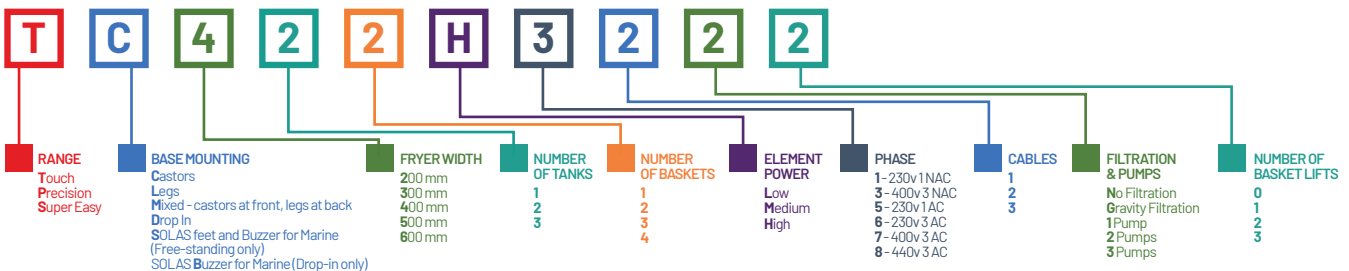 T C 4 2 2 H 3 2 2 2
RANGE
Touch
Precision
Super Easy
BASE MOUNTING
Castors
Legs
Mixed - castors at front, legs at back
Drop In
SOLAS feet and Buzzer for Marine
(Free-standing only)
SOLAS Buzzer for Marine (Drop-in only)
FRYER WIDTH
200 mm
300 mm
400 mm
500 mm
600 mm
NUMBER
OF TANKS
1
2
3
NUMBER
OF BASKETS
1
2
3
4
ELEMENT
POWER
Low
Medium
High
PHASE
1 - 230v 1 NAC
3 - 400v 3 NAC
5 - 230v 1 AC
6 - 230v 3 AC
7 - 400v 3 AC
8 - 440v 3 AC
CABLES
1
2
3
FILTRATION
& PUMPS
No Filtration
Gravity Filtration
1 Pump
2 Pumps
3 Pumps
NUMBER OF
BASKET LIFTS
0
1
2
3